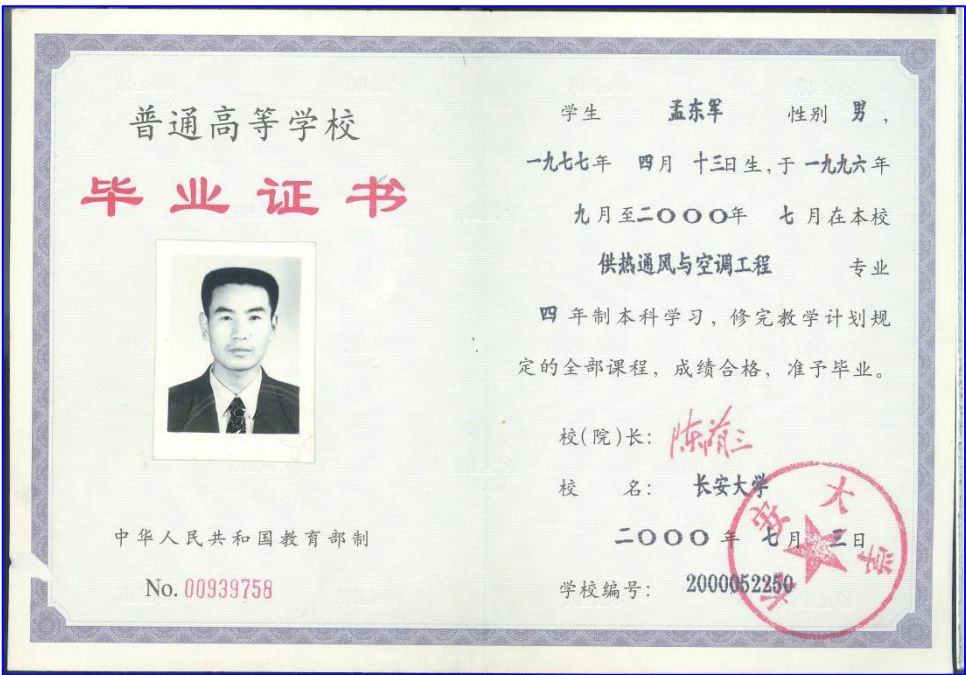 普通高等学校
毕业证书
中华人民共和国教育部制
No. 00939758
学生 孟东军 性别 男,
一九七七年 四月 十三日生,于 一九九六年
九月至二〇〇〇年 七月在本校
供热通风与空调工程 专业
四 年制本科学习，修完教学计划规
定的全部课程，成绩合格，准予毕业。
校(院)长:
校 名: 长安大学
二〇〇〇年 七月 三日
学校编号: 2000052250
长安大学